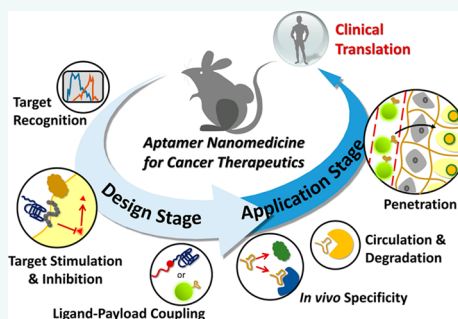 Clinical
Translation
Target
Recognition
Aptamer Nanomedicine
for Cancer Therapeutics
Design Stage
Application Stage
Penetration
Target Stimulation
& Inhibition
or
Ligand-Payload Coupling
In vivo Specificity
Circulation &
Degradation